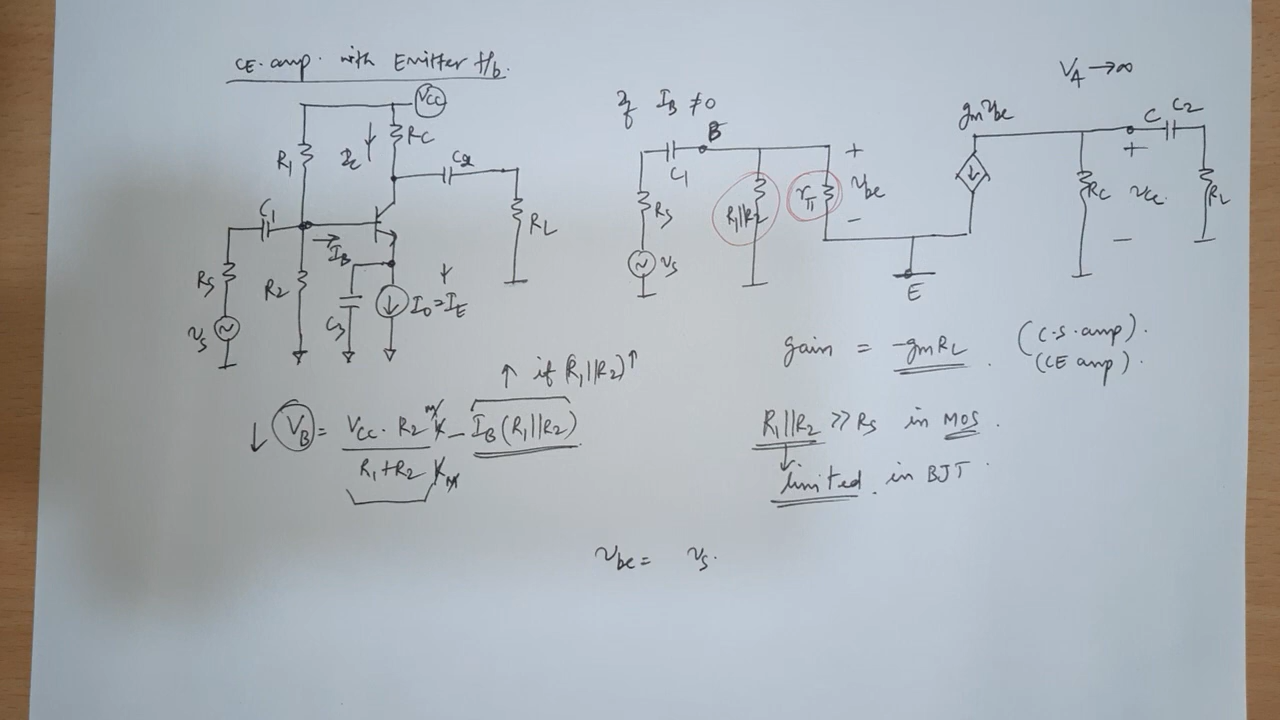 CE. amp. with Emitter f/b.
VCC
RC
R1
IC
C2
C1
RL
IB
RS
R2
C3
I0=IE
vs
if IB ≠ 0
VA → ∞
B
C1
RS
vs
R1||R2
rπ
+
vbe
−
E
gmvbe
C
C2
RC
+
vce
−
RL
gain = -gmRL. (C.S. amp).
(CE amp).
↑ if (R1||R2)↑
↓ VB = VCC . R2 − IB(R1||R2)
R1+R2
R1||R2 >> RS in MOS.
↓
limited. in BJT.
vbe = vs.